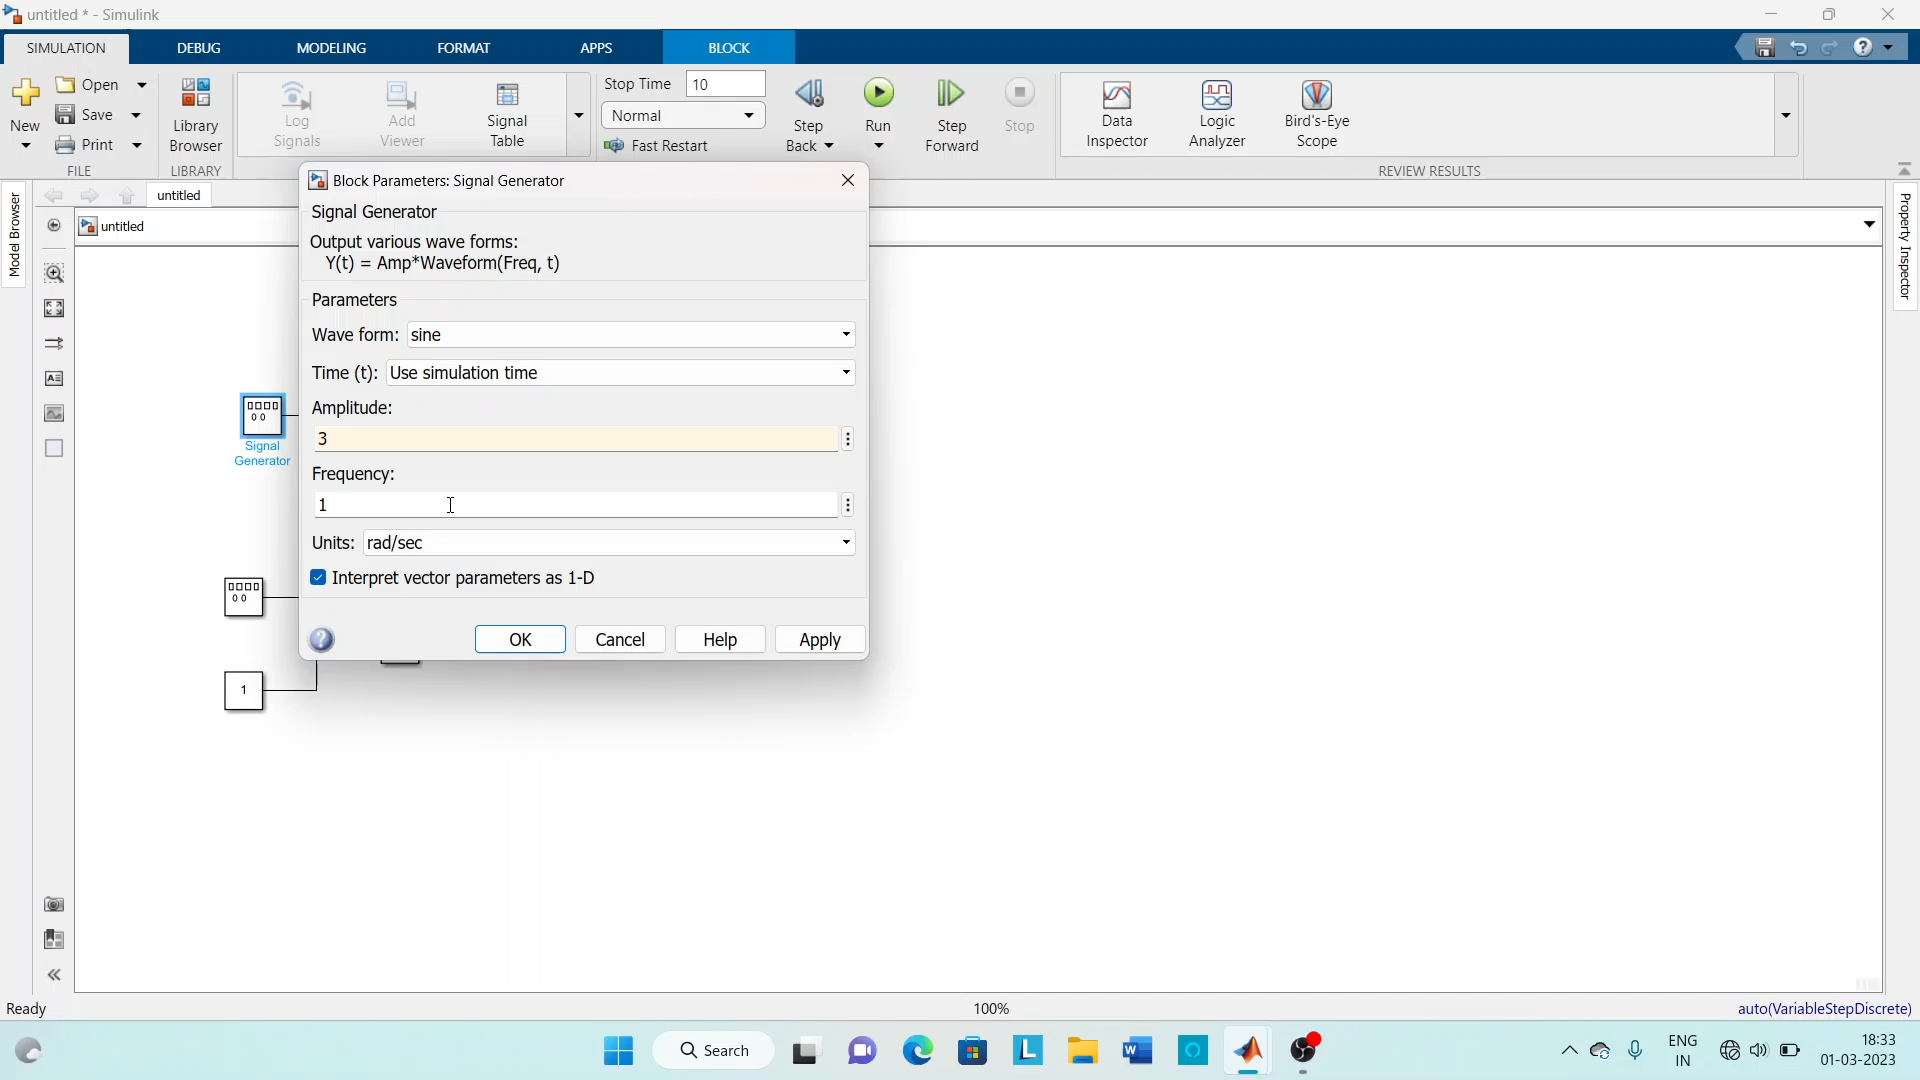 untitled * - Simulink
SIMULATION
DEBUG
MODELING
FORMAT
APPS
BLOCK
New
Open
Save
Print
FILE
Library
Browser
LIBRARY
Log
Signals
Add
Viewer
Signal
Table
Stop Time 10
Normal
Fast Restart
Step
Back
Run
Step
Forward
Stop
Data
Inspector
Logic
Analyzer
Bird's-Eye
Scope
REVIEW RESULTS
Model Browser
untitled
untitled
Property Inspector
Block Parameters: Signal Generator
Signal Generator
Output various wave forms:
Y(t) = Amp*Waveform(Freq, t)
Parameters
Wave form: sine
Time (t): Use simulation time
Amplitude:
3
Frequency:
1
Units: rad/sec
Interpret vector parameters as 1-D
OK
Cancel
Help
Apply
Signal
Generator
1
Ready
100%
auto(VariableStepDiscrete)
Search
ENG
IN
18:33
01-03-2023